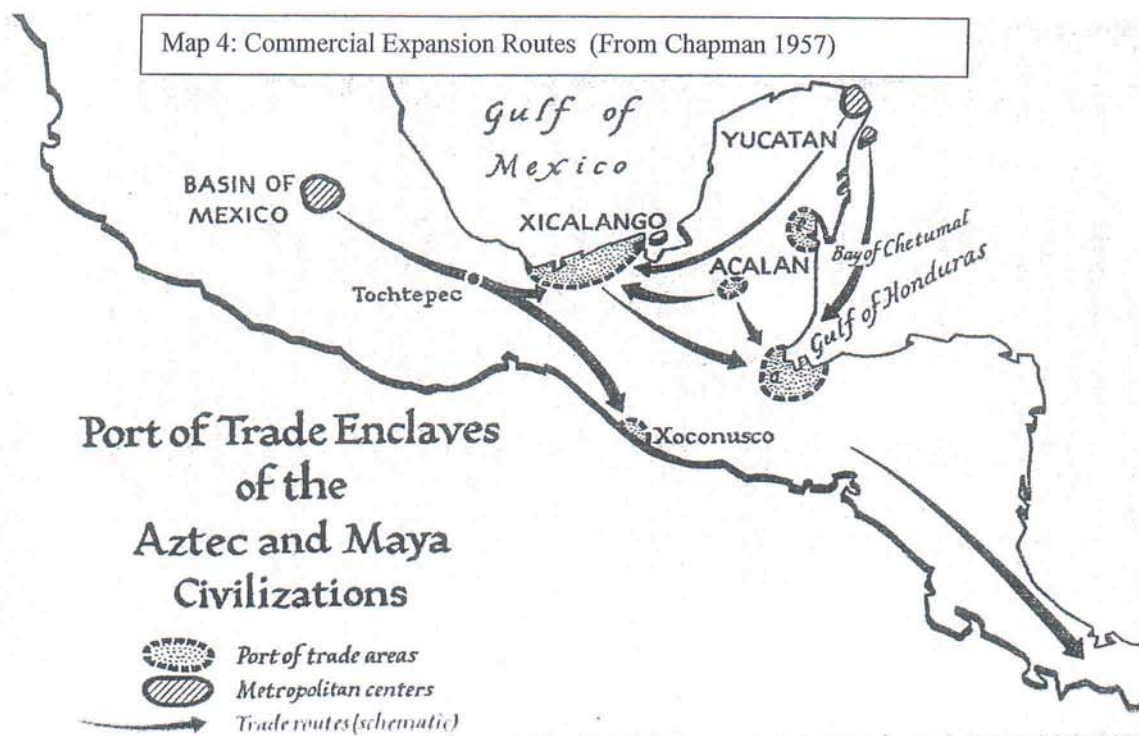 Map 4: Commercial Expansion Routes (From Chapman 1957)
Gulf of
Mexico
YUCATAN
BASIN OF
MEXICO
XICALANGO
ACALAN
Bay of Chetumal
Gulf of Honduras
Tochtepec
Xoconusco
Port of Trade Enclaves
of the
Aztec and Maya
Civilizations
Port of trade areas
Metropolitan centers
Trade routes (schematic)